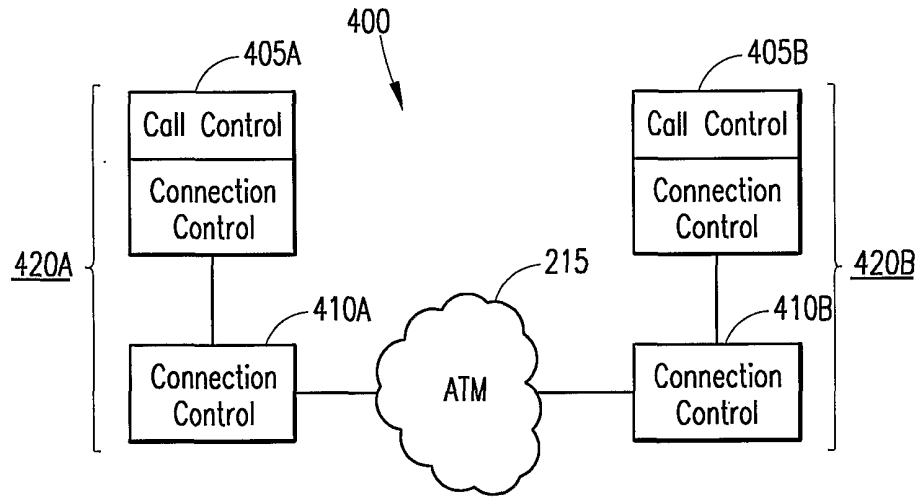 400
405A
405B
Call Control
Connection
Control
Call Control
Connection
Control
420A
420B
215
410A
410B
Connection
Control
ATM
Connection
Control